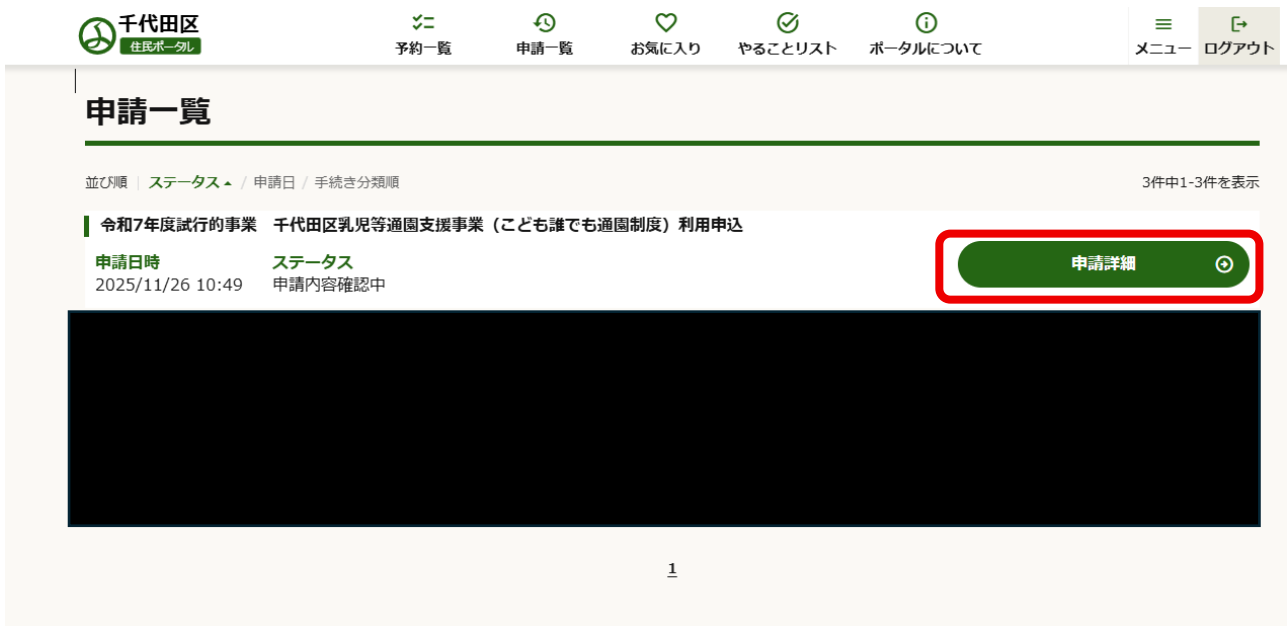 千代田区
住民ポータル
予約一覧
申請一覧
お気に入り
やることリスト
ポータルについて
メニュー
ログアウト
申請一覧
並び順 | ステータス▲ / 申請日 / 手続き分類順
3件中1-3件を表示
令和7年度試行的事業　千代田区乳児等通園支援事業（こども誰でも通園制度）利用申込
申請日時
ステータス
2025/11/26 10:49
申請内容確認中
申請詳細
1